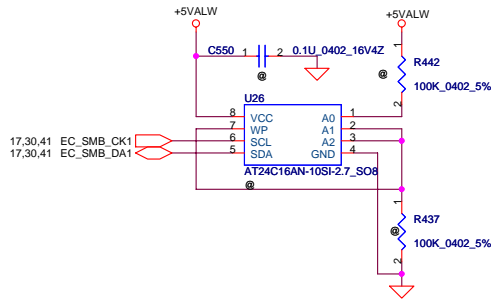 +5VALW
+5VALW
C550 1 2 0.1U_0402_16V4Z
@
1
R442
@
100K_0402_5%
2
U26
8 VCC A0 1
7 WP A1 2
17,30,41 EC_SMB_CK1 6 SCL A2 3
17,30,41 EC_SMB_DA1 5 SDA GND 4
AT24C16AN-10SI-2.7_SO8
@
1
R437
@
100K_0402_5%
2